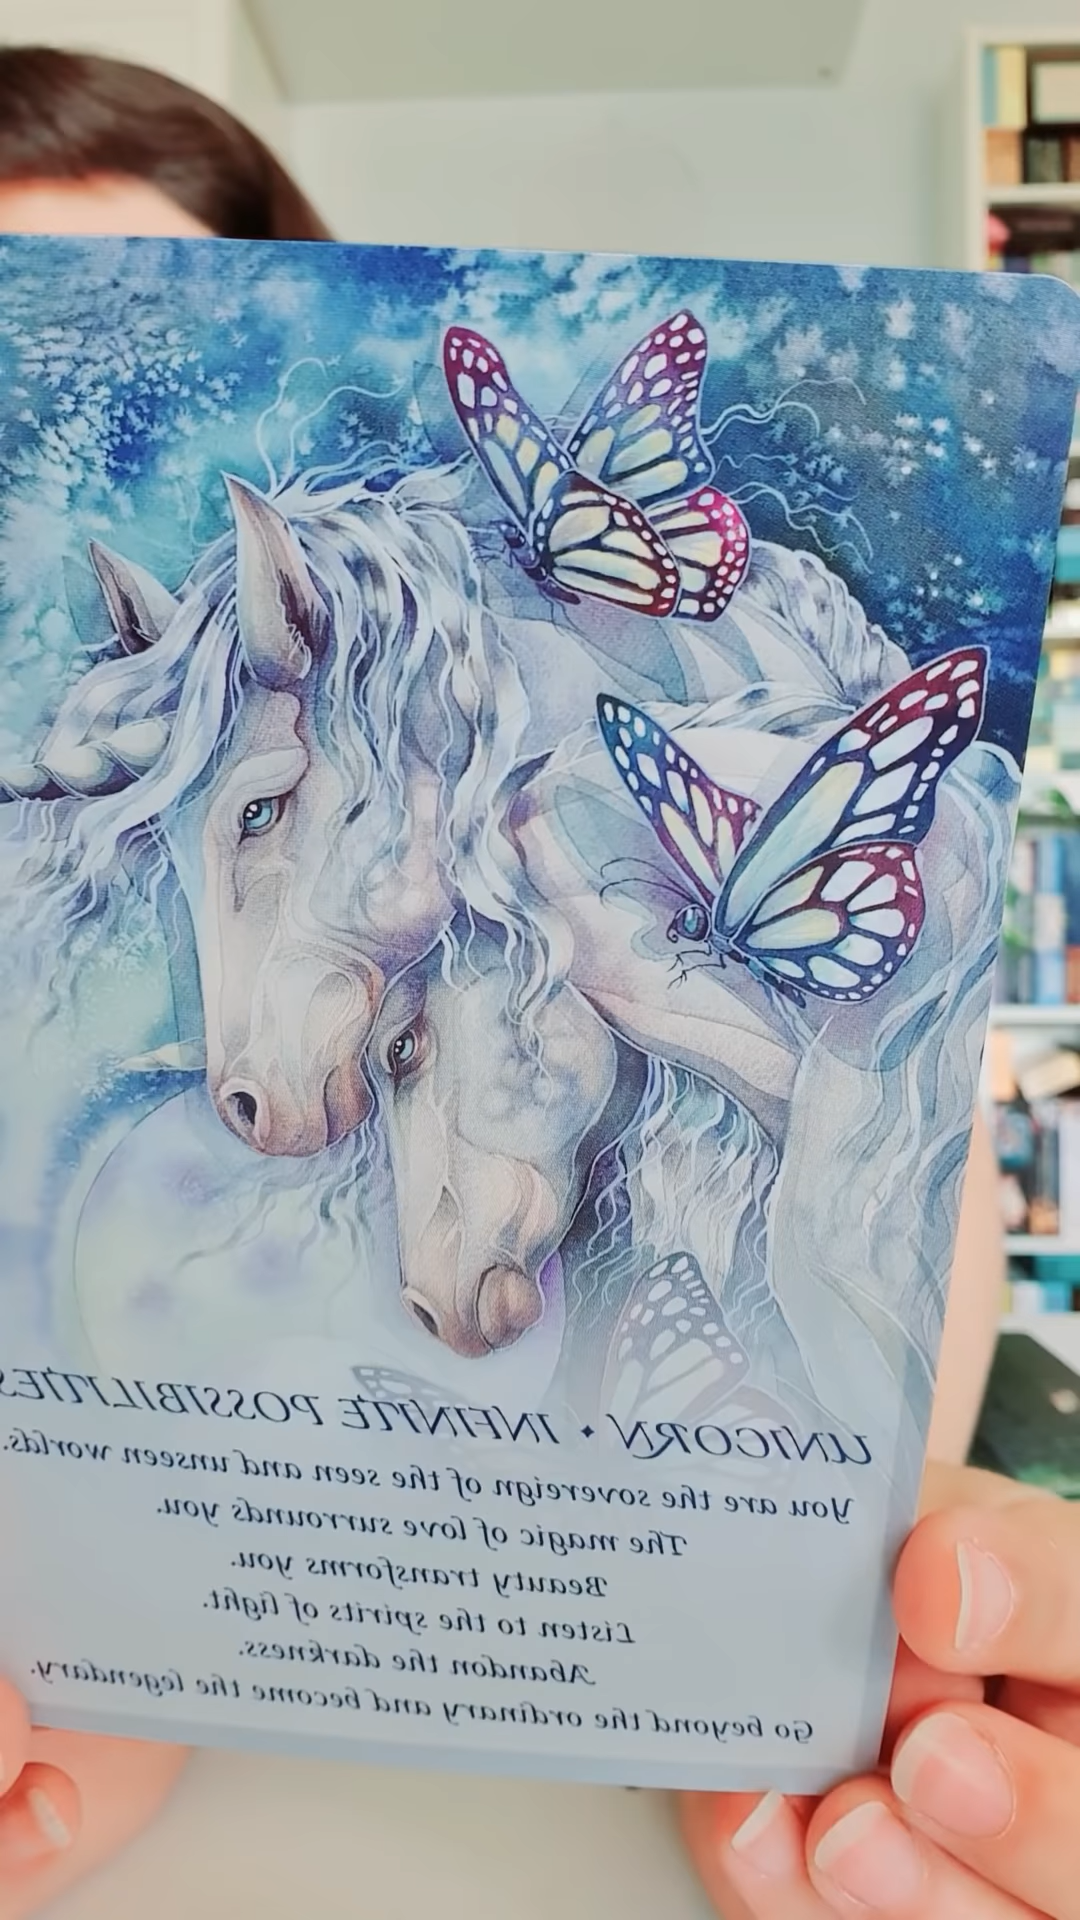 UNICORN • INFINITE POSSIBILITIES
You are the sovereign of the seen and unseen worlds.
The magic of love surrounds you.
Beauty transforms you.
Listen to the spirits of light.
Abandon the darkness.
Go beyond the ordinary and become the legendary.